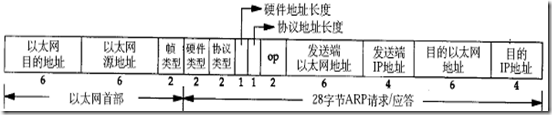 硬件地址长度
协议地址长度
以太网
目的地址
以太网
源地址
帧
类型
硬件
类型
协议
类型
op
发送端
以太网地址
发送端
IP地址
目的以太网
地址
目的
IP地址
6 6 2 2 2 1 1 2 6 4 6 4
以太网首部
28字节ARP请求/应答